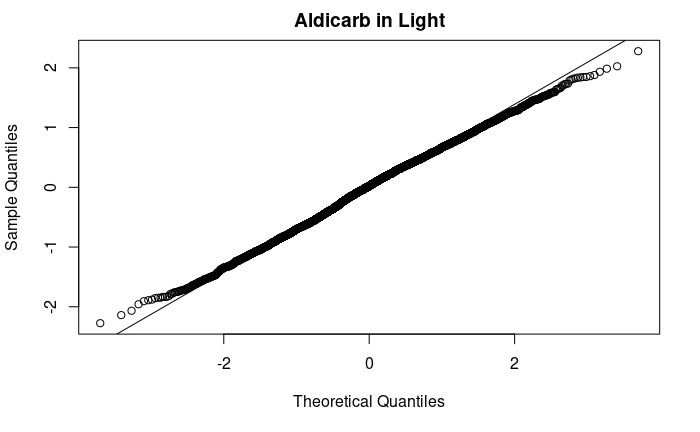 Aldicarb in Light
Sample Quantiles
2
1
0
-1
-2
-2 0 2
Theoretical Quantiles